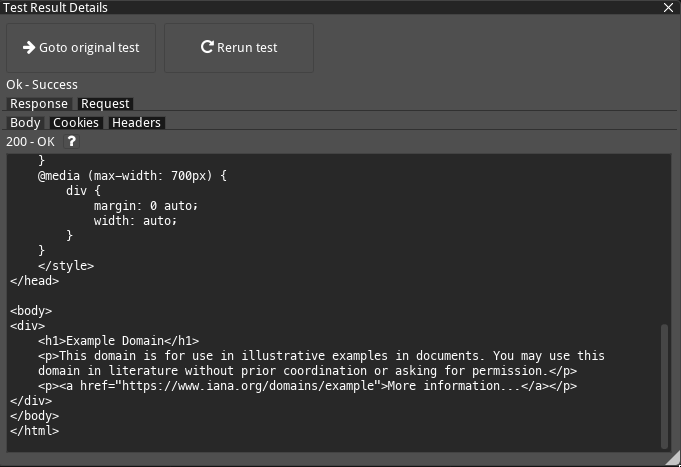 Test Result Details
Goto original test
Rerun test
Ok - Success
Response Request
Body Cookies Headers
200 - OK ?
    }
    @media (max-width: 700px) {
        div {
            margin: 0 auto;
            width: auto;
        }
    }
    </style>
</head>

<body>
<div>
    <h1>Example Domain</h1>
    <p>This domain is for use in illustrative examples in documents. You may use this
    domain in literature without prior coordination or asking for permission.</p>
    <p><a href="https://www.iana.org/domains/example">More information...</a></p>
</div>
</body>
</html>